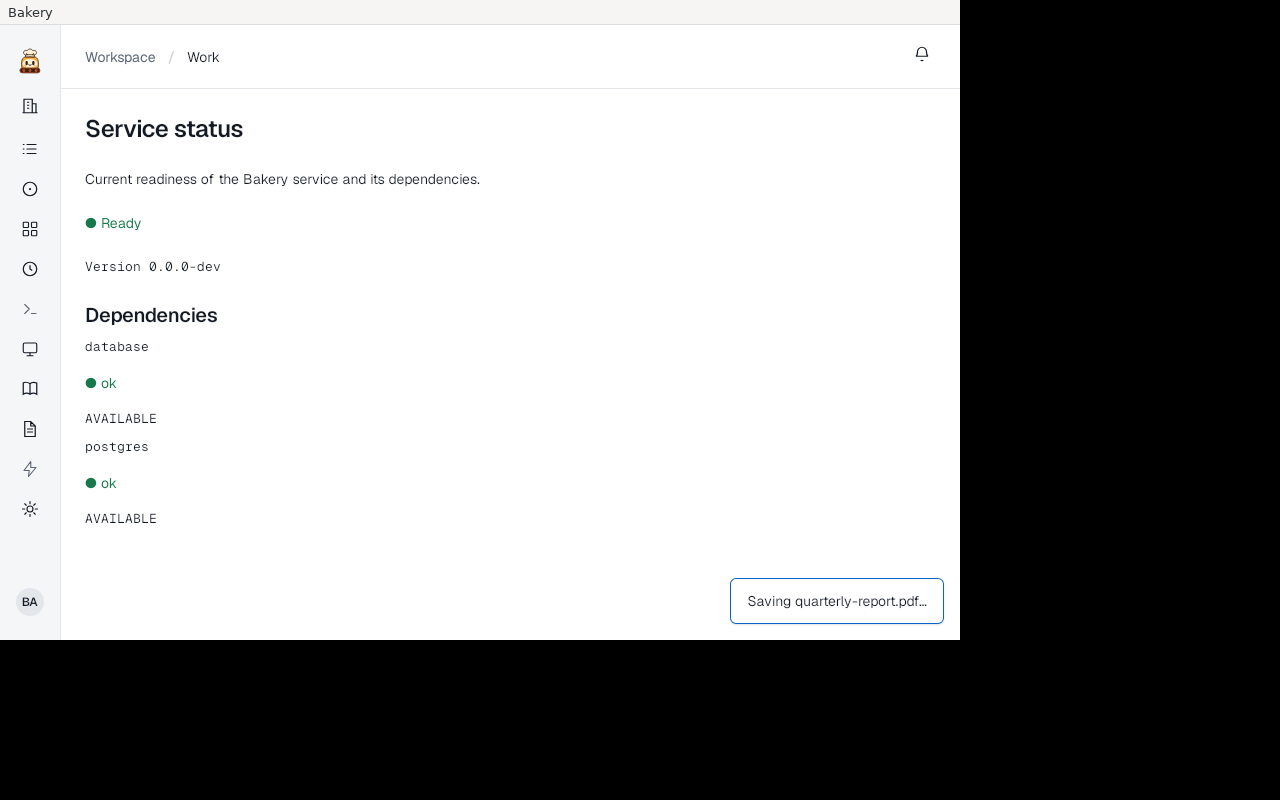 Bakery
Workspace / Work
Service status
Current readiness of the Bakery service and its dependencies.
Ready
Version 0.0.0-dev
Dependencies
database
ok
AVAILABLE
postgres
ok
AVAILABLE
Saving quarterly-report.pdf…
BA